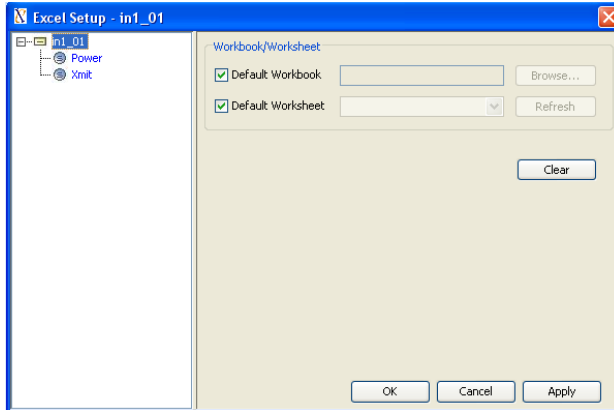 Excel Setup - in1_01
in1_01
Power
Xmit
Workbook/Worksheet
Default Workbook
Browse...
Default Worksheet
Refresh
Clear
OK
Cancel
Apply